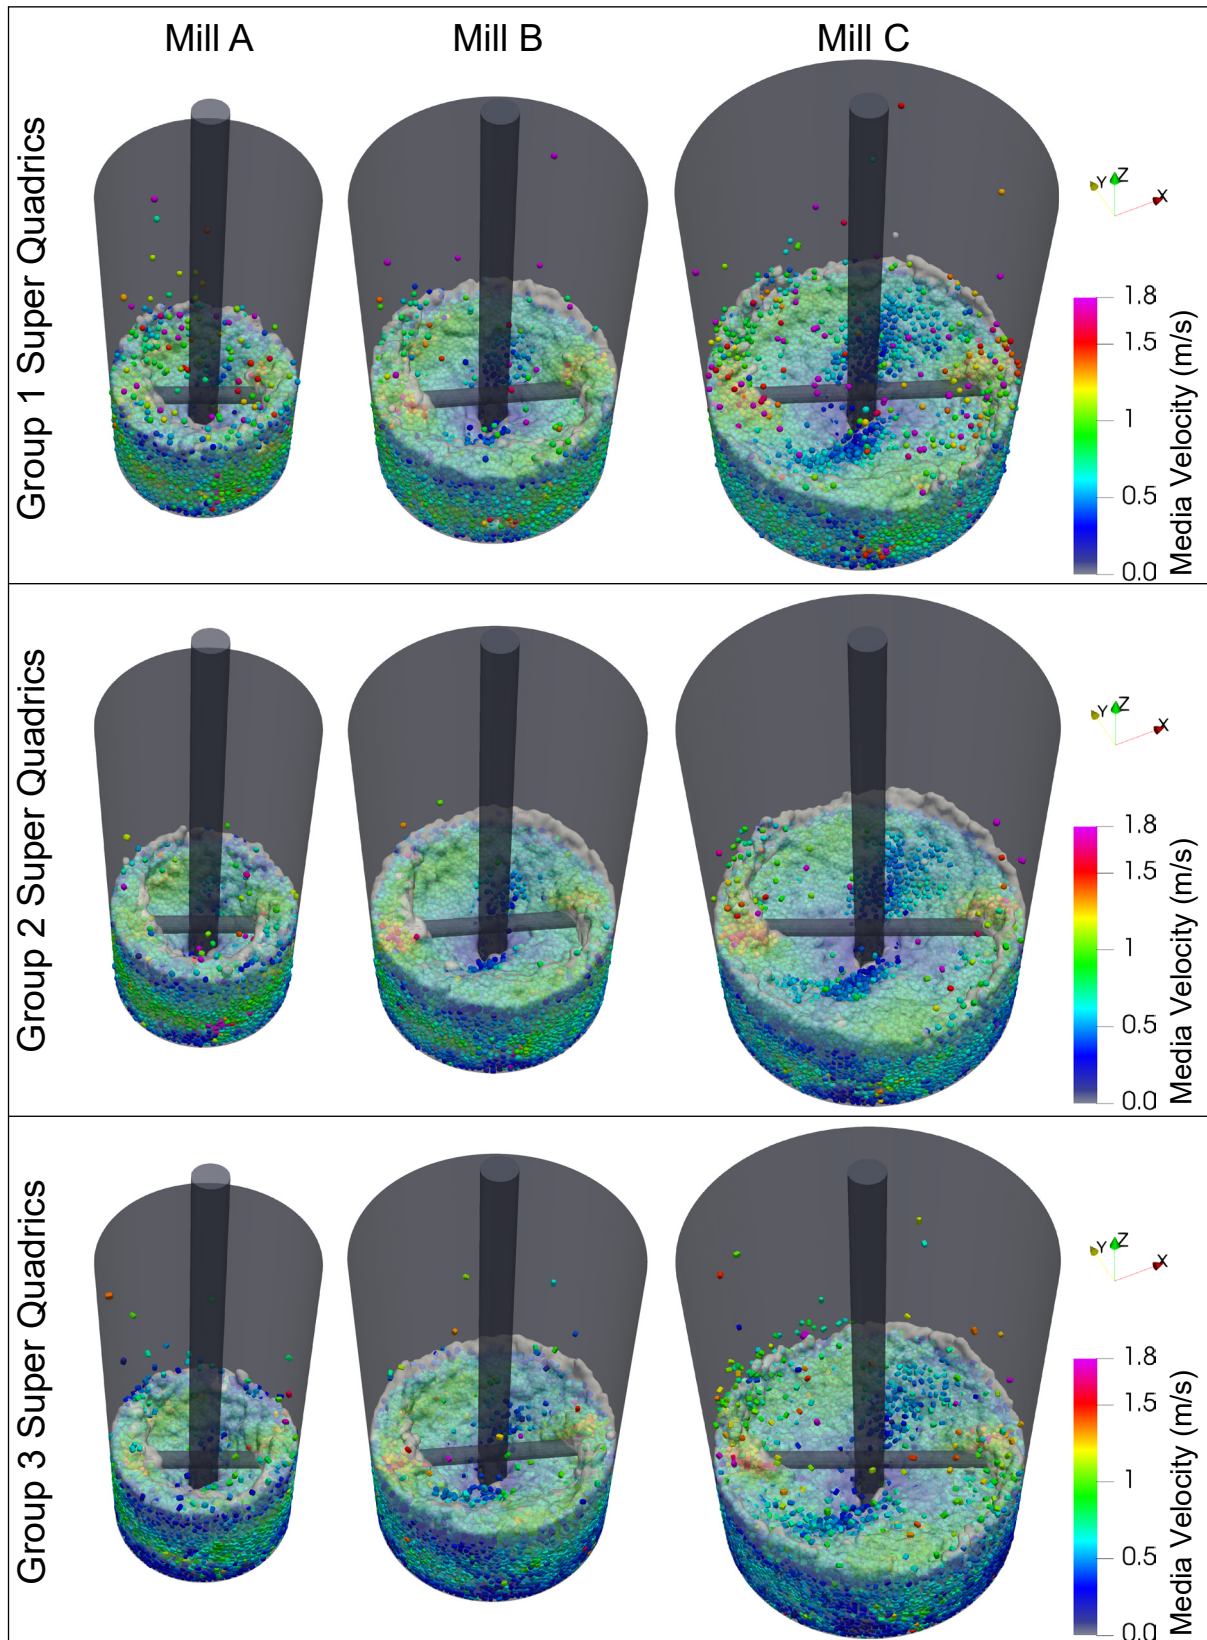 Mill A
Mill B
Mill C
Group 1 Super Quadrics
Y
Z
X
1.8
1.5
1
0.5
0.0
Media Velocity (m/s)
Group 2 Super Quadrics
Y
Z
X
1.8
1.5
1
0.5
0.0
Media Velocity (m/s)
Group 3 Super Quadrics
Y
Z
X
1.8
1.5
1
0.5
0.0
Media Velocity (m/s)